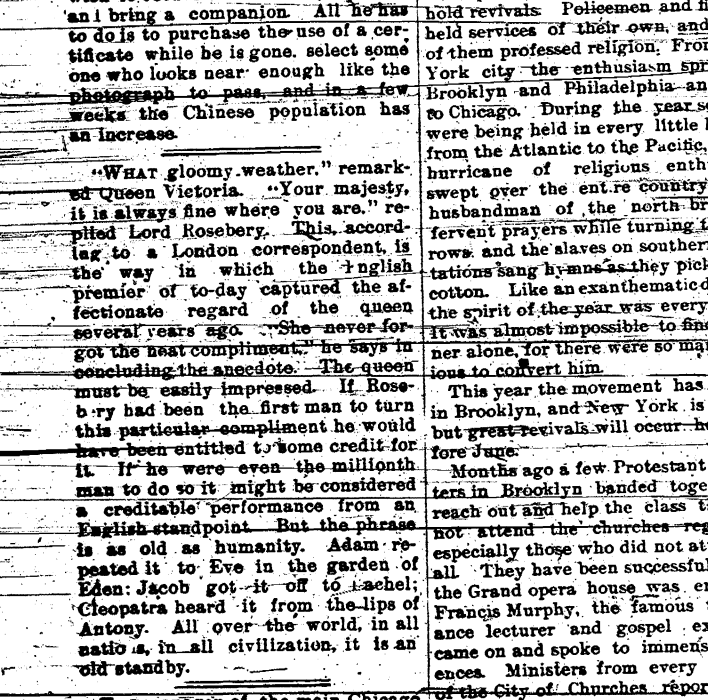 and bring a companion. All he has
to do is to purchase the use of a cer-
tificate while he is gone, select some
one who looks near enough like the
photograph to pass, and in a few
weeks the Chinese population has
an increase.
"WHAT gloomy weather," remark-
ed Queen Victoria. "Your majesty,
it is always fine where you are," re-
plied Lord Rosebery. This, accord-
ing to a London correspondent, is
the way in which the English
premier of to-day captured the af-
fectionate regard of the queen
several years ago. "She never for-
got the neat compliment," he says in
concluding the anecdote. The queen
must be easily impressed. If Rose-
bery had been the first man to turn
this particular compliment he would
have been entitled to some credit for
it. If he were even the millionth
man to do so it might be considered
a creditable performance from an
English standpoint. But the phrase
is as old as humanity. Adam re-
peated it to Eve in the garden of
Eden; Jacob got it off to Rachel;
Cleopatra heard it from the lips of
Antony. All over the world, in all
nations, in all civilization, it is an
old standby.
of the main Chicago
hold revivals. Policemen and fi
held services of their own, and
of them professed religion. Fro
York city the enthusiasm spr
Brooklyn and Philadelphia an
to Chicago. During the year s
were being held in every little
from the Atlantic to the Pacific,
hurricane of religious enth
swept over the entire country
husbandman of the north br
fervent prayers while turning t
rows, and the slaves on souther
tations sang hymns as they pick
cotton. Like an exanthematic d
the spirit of the year was every
It was almost impossible to find
ner alone, for there were so man
ious to convert him.
This year the movement has
in Brooklyn, and New York is
but great revivals will occur he
fore June.
Months ago a few Protestant
ters in Brooklyn banded toge
reach out and help the class t
not attend the churches reg
especially those who did not at
all. They have been successful
the Grand opera house was en
Francis Murphy, the famous
ance lecturer and gospel ex
came on and spoke to immens
ences. Ministers from every
of the City of Churches repor